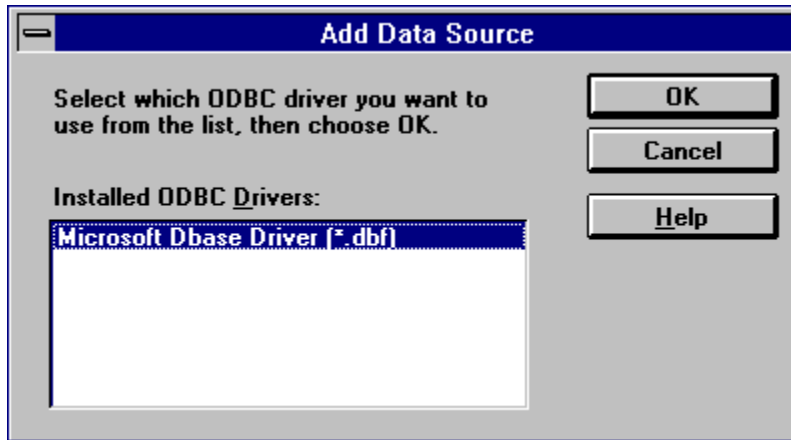 Add Data Source
Select which ODBC driver you want to
use from the list, then choose OK.
OK
Cancel
Installed ODBC Drivers:
Help
Microsoft Dbase Driver (*.dbf)